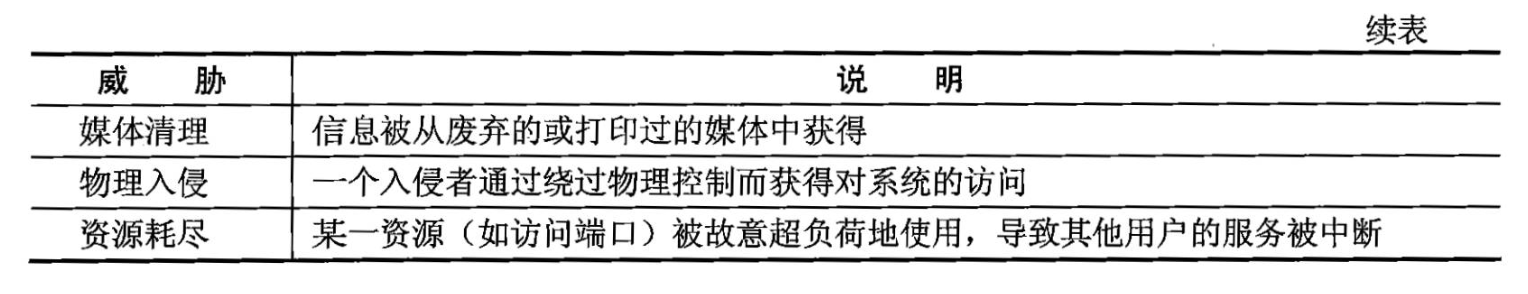 续表
威 胁 说 明
媒体清理 信息被从废弃的或打印过的媒体中获得
物理入侵 一个入侵者通过绕过物理控制而获得对系统的访问
资源耗尽 某一资源（如访问端口）被故意超负荷地使用，导致其他用户的服务被中断